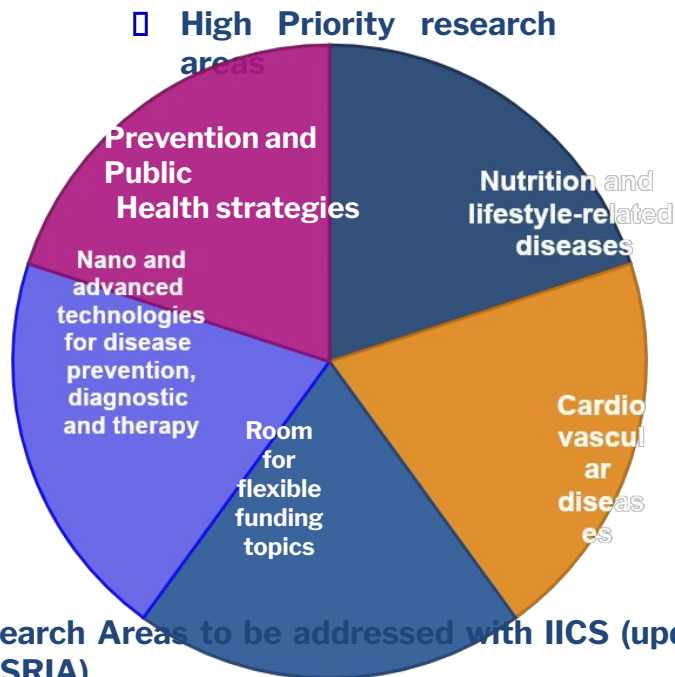 ▯ High Priority research
areas
Prevention and
Public
Health strategies
Nutrition and
lifestyle-related
diseases
Nano and
advanced
technologies
for disease
prevention,
diagnostic
and therapy
Cardio
vascul
ar
diseas
es
Room
for
flexible
funding
topics
earch Areas to be addressed with IICS (upd
SRIA)